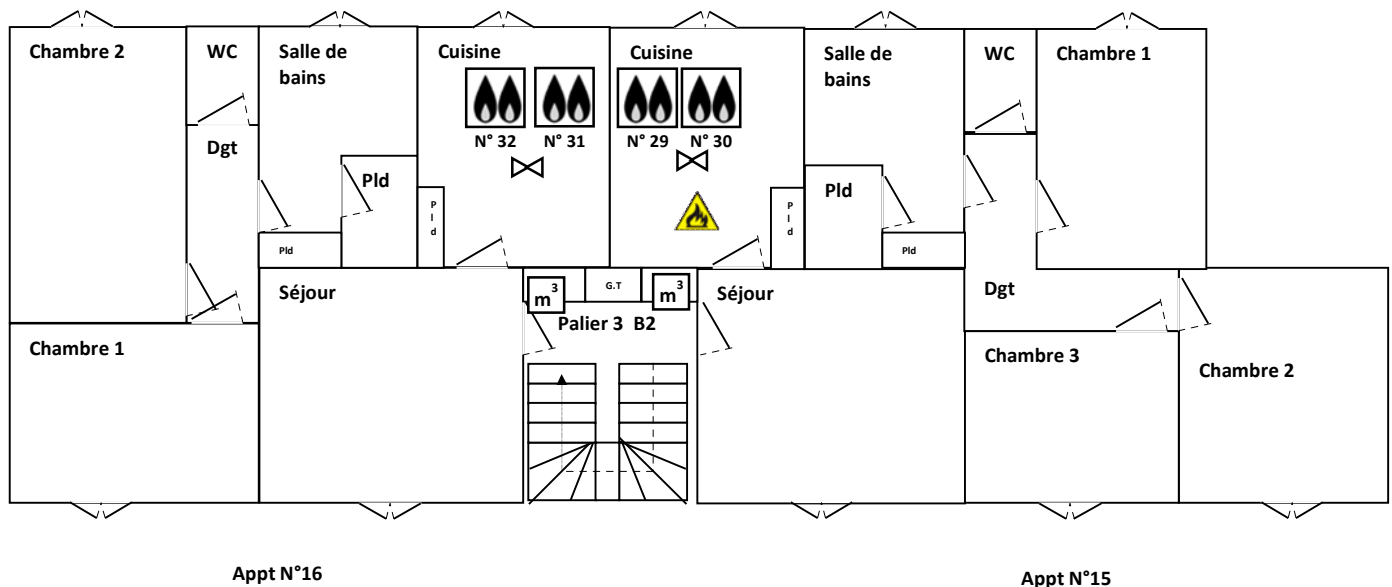 Chambre 2
WC
Salle de
bains
Cuisine
Cuisine
Salle de
bains
WC
Chambre 1
N° 32
N° 31
N° 29
N° 30
Dgt
Pld
Pld
Pld
Pld
Pld
Pld
Séjour
m³
G.T
m³
Séjour
Dgt
Palier 3 B2
Chambre 1
Chambre 3
Chambre 2
Appt N°16
Appt N°15